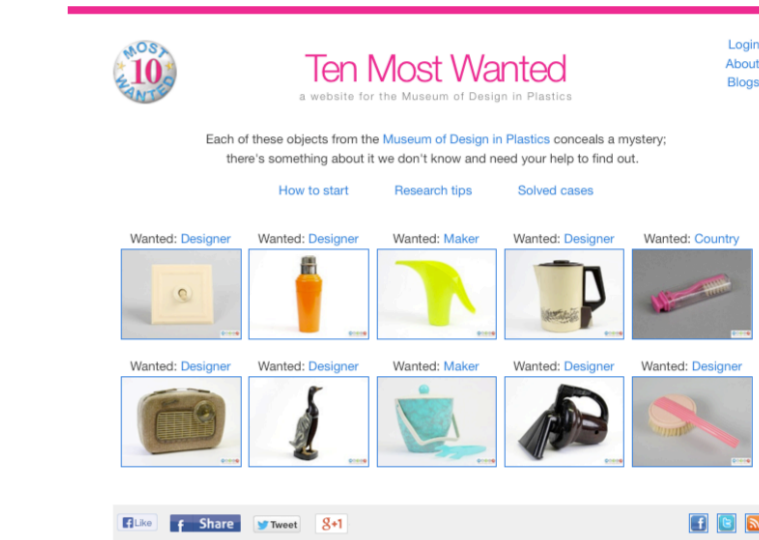 MOST
10
WANTED
Ten Most Wanted
a website for the Museum of Design in Plastics
Login
About
Blogs
Each of these objects from the Museum of Design in Plastics conceals a mystery;
there's something about it we don't know and need your help to find out.
How to start Research tips Solved cases
Wanted: Designer Wanted: Designer Wanted: Maker Wanted: Designer Wanted: Country
Wanted: Designer Wanted: Designer Wanted: Maker Wanted: Designer Wanted: Designer
Like Share Tweet g+1